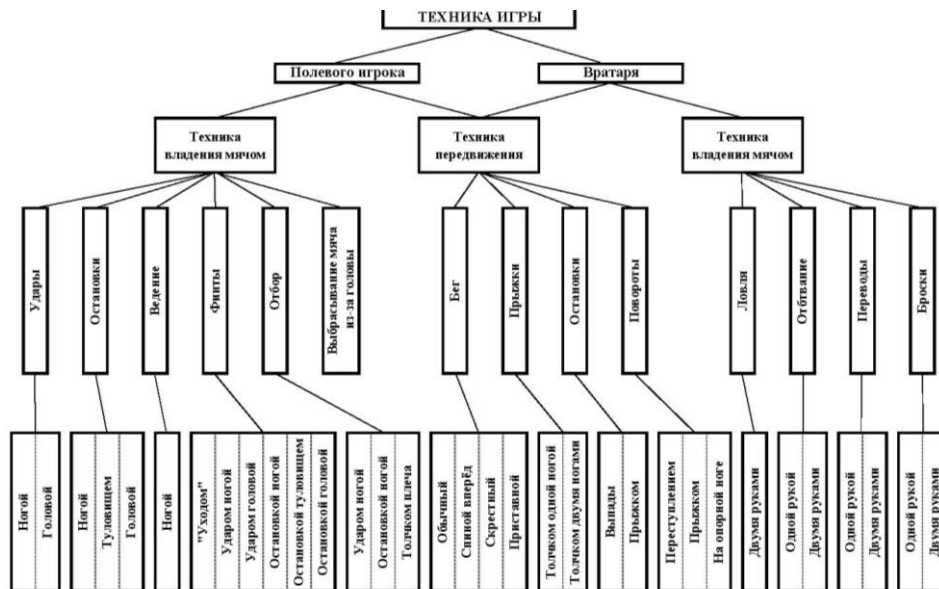 ТЕХНИКА ИГРЫ
Полевого игрока
Вратаря
Техника
владения мячом
Техника
передвижения
Техника
владения мячом
Удары
Остановки
Ведение
Финты
Отбор
Выбрасывание мяча
из-за головы
Бег
Прыжки
Остановки
Повороты
Ловля
Отбтвание
Переводы
Броски
Ногой
Головой
Ногой
Туловищем
Головой
Ногой
"Уходом"
Ударом ногой
Ударом головой
Остановкой ногой
Остановкой туловищем
Остановкой головой
Ударом ногой
Остановкой ногой
Толчком плеча
Обычный
Спиной вперёд
Скрестный
Приставной
Толчком одной ногой
Толчком двумя ногами
Выпады
Прыжком
Переступлением
Прыжком
На опорной ноге
Двумя руками
Одной рукой
Двумя руками
Одной рукой
Двумя руками
Одной рукой
Двумя руками